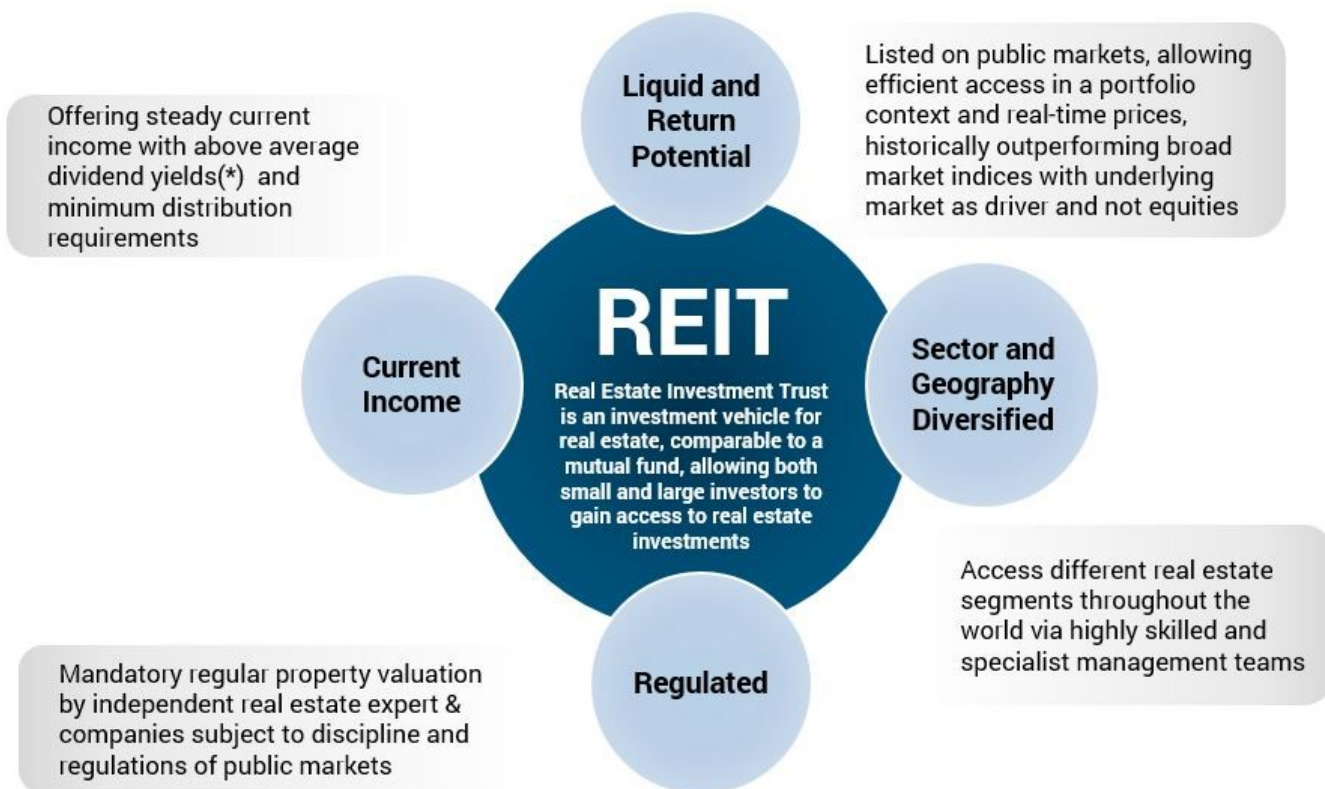 Liquid and
Return
Potential
Listed on public markets, allowing
efficient access in a portfolio
context and real-time prices,
historically outperforming broad
market indices with underlying
market as driver and not equities
Offering steady current
income with above average
dividend yields(*) and
minimum distribution
requirements
REIT
Real Estate Investment Trust
is an investment vehicle for
real estate, comparable to a
mutual fund, allowing both
small and large investors to
gain access to real estate
investments
Current
Income
Sector and
Geography
Diversified
Access different real estate
segments throughout the
world via highly skilled and
specialist management teams
Regulated
Mandatory regular property valuation
by independent real estate expert &
companies subject to discipline and
regulations of public markets